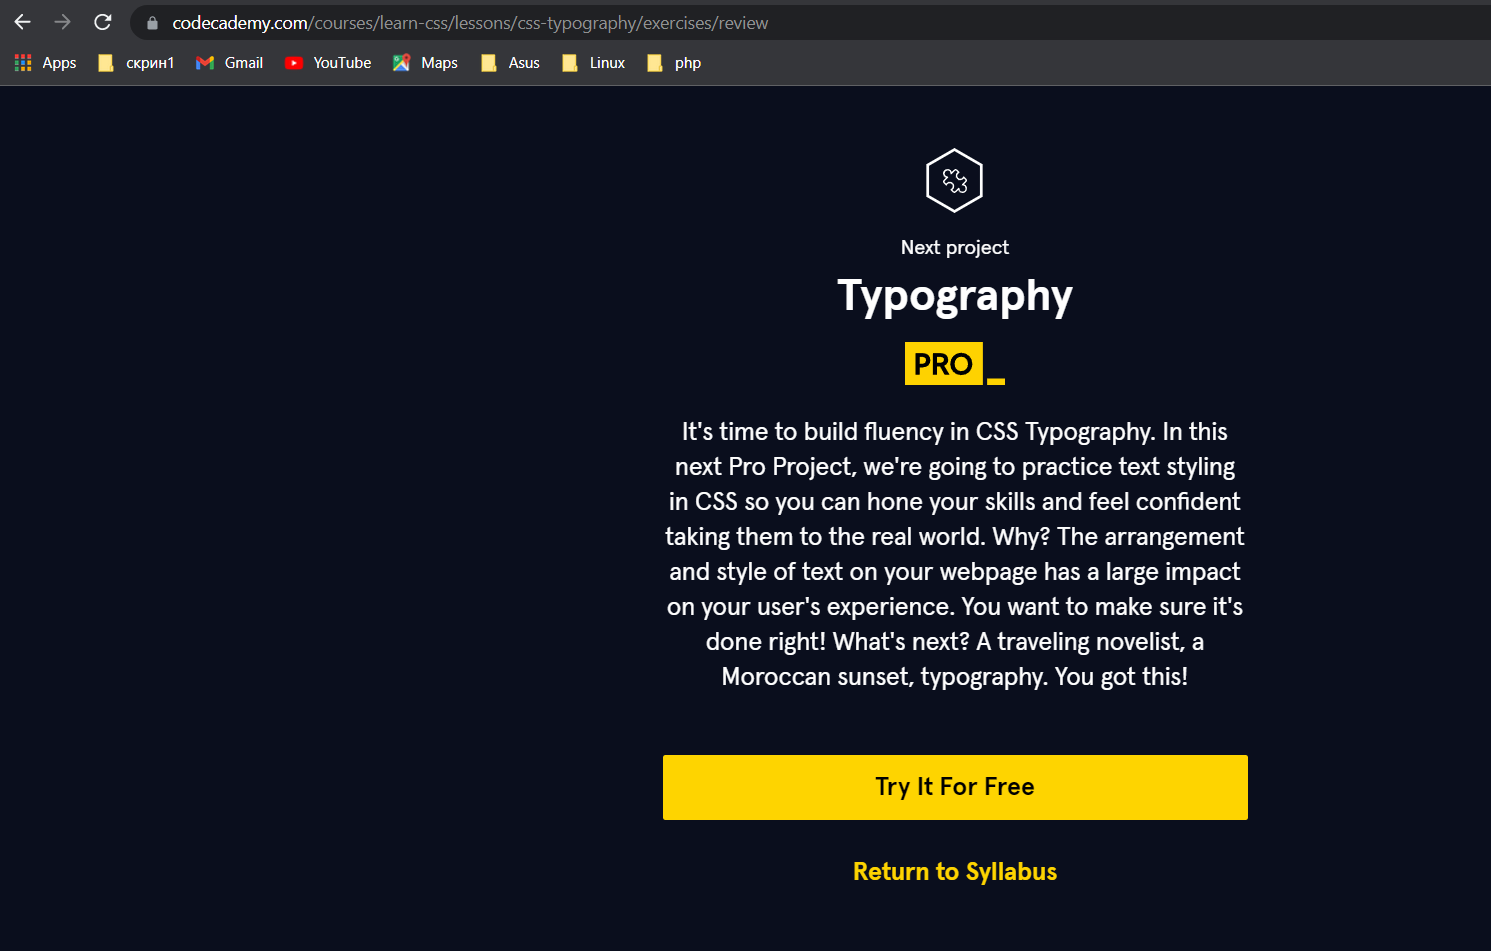 codecademy.com/courses/learn-css/lessons/css-typography/exercises/review
Apps скрин1 Gmail YouTube Maps Asus Linux php
Next project
Typography
PRO_
It's time to build fluency in CSS Typography. In this
next Pro Project, we're going to practice text styling
in CSS so you can hone your skills and feel confident
taking them to the real world. Why? The arrangement
and style of text on your webpage has a large impact
on your user's experience. You want to make sure it's
done right! What's next? A traveling novelist, a
Moroccan sunset, typography. You got this!
Try It For Free
Return to Syllabus